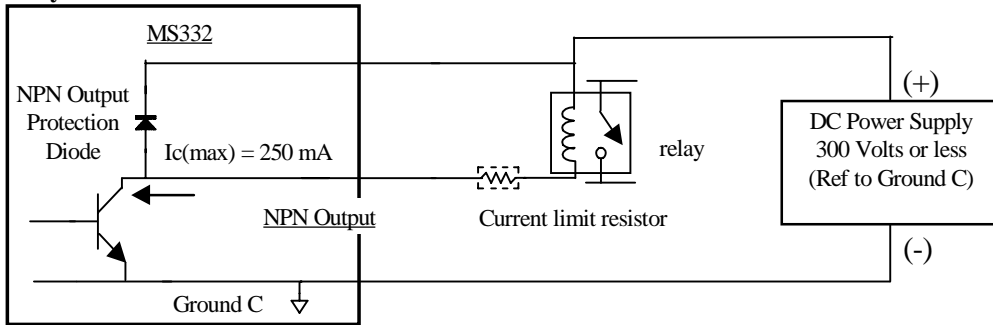 MS332
NPN Output
Protection
Diode
Ic(max) = 250 mA
NPN Output
Ground C
relay
Current limit resistor
(+)
DC Power Supply
300 Volts or less
(Ref to Ground C)
(-)